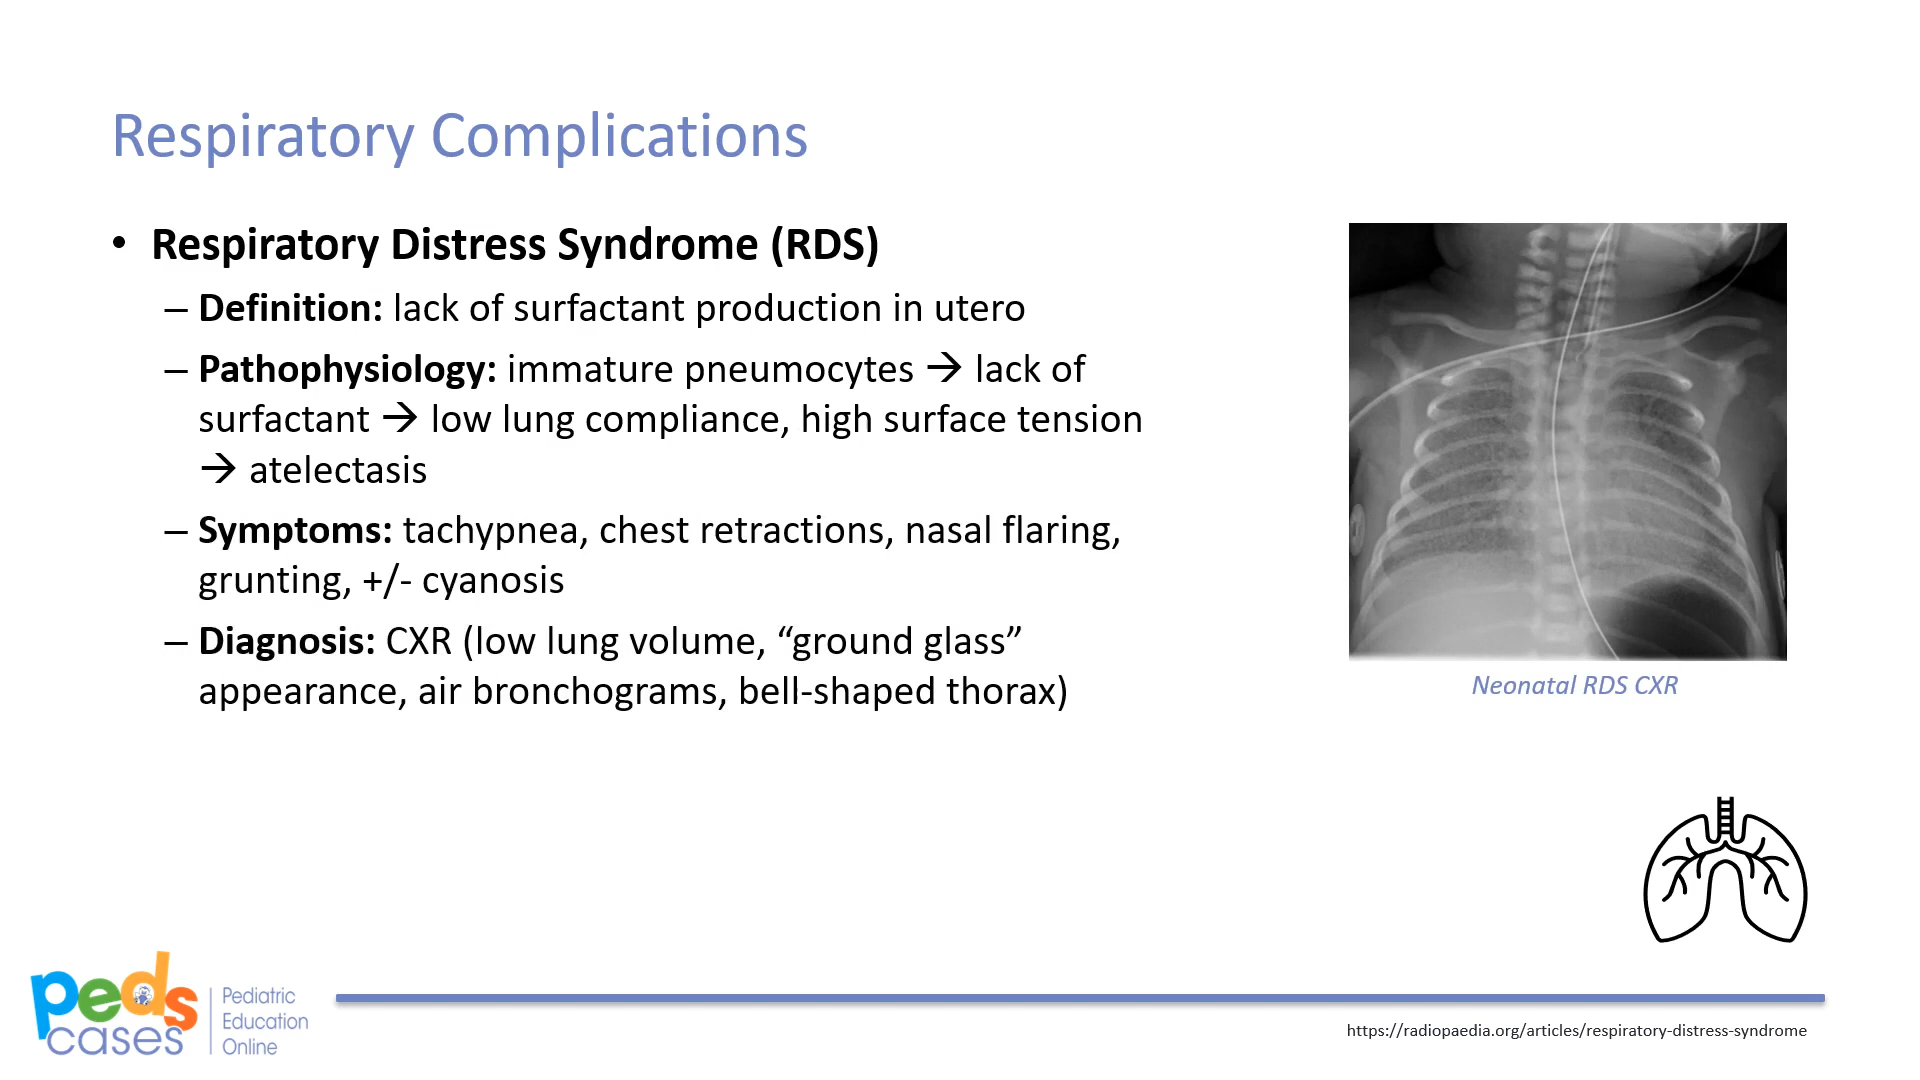 Respiratory Complications
• Respiratory Distress Syndrome (RDS)
– Definition: lack of surfactant production in utero
– Pathophysiology: immature pneumocytes → lack of
surfactant → low lung compliance, high surface tension
→ atelectasis
– Symptoms: tachypnea, chest retractions, nasal flaring,
grunting, +/- cyanosis
– Diagnosis: CXR (low lung volume, “ground glass”
appearance, air bronchograms, bell-shaped thorax)
Neonatal RDS CXR
peds
cases
Pediatric
Education
Online
https://radiopaedia.org/articles/respiratory-distress-syndrome